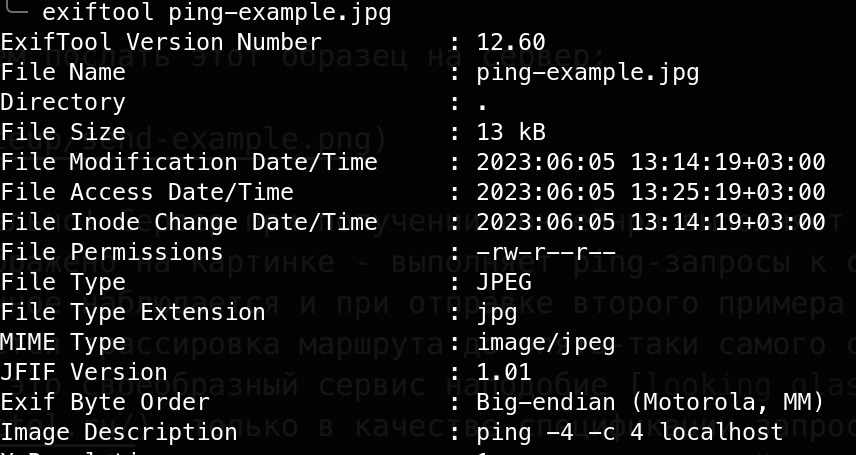 exiftool ping-example.jpg
ExifTool Version Number : 12.60
File Name : ping-example.jpg
Directory : .
File Size : 13 kB
File Modification Date/Time : 2023:06:05 13:14:19+03:00
File Access Date/Time : 2023:06:05 13:25:19+03:00
File Inode Change Date/Time : 2023:06:05 13:14:19+03:00
File Permissions : -rw-r--r--
File Type : JPEG
File Type Extension : jpg
MIME Type : image/jpeg
JFIF Version : 1.01
Exif Byte Order : Big-endian (Motorola, MM)
Image Description : ping -4 -c 4 localhost